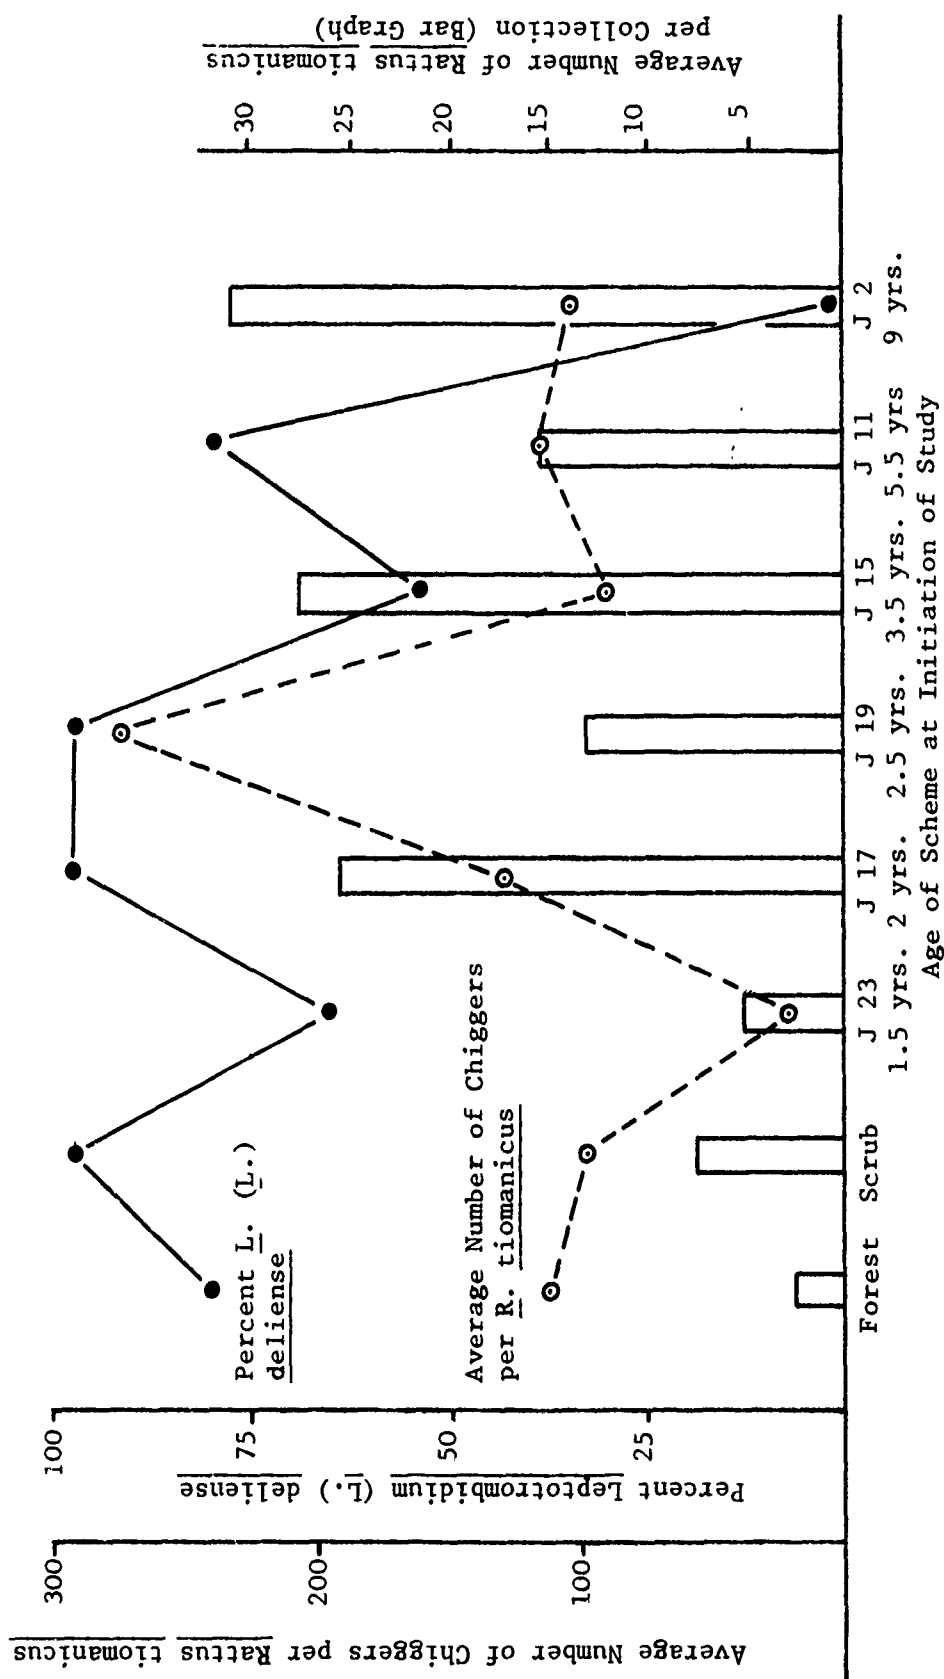 Average Number of Chiggers per Rattus tiomanicus
300
200
100
Percent Leptotrombidium (L.) deliense
100
75
50
25
Percent L. (L.)
deliense
Average Number of Chiggers
per R. tiomanicus
Average Number of Rattus tiomanicus
per Collection (Bar Graph)
30
25
20
15
10
5
Forest Scrub J 23 J 17 J 19 J 15 J 11 J 2
1.5 yrs. 2 yrs. 2.5 yrs. 3.5 yrs. 5.5 yrs 9 yrs.
Age of Scheme at Initiation of Study